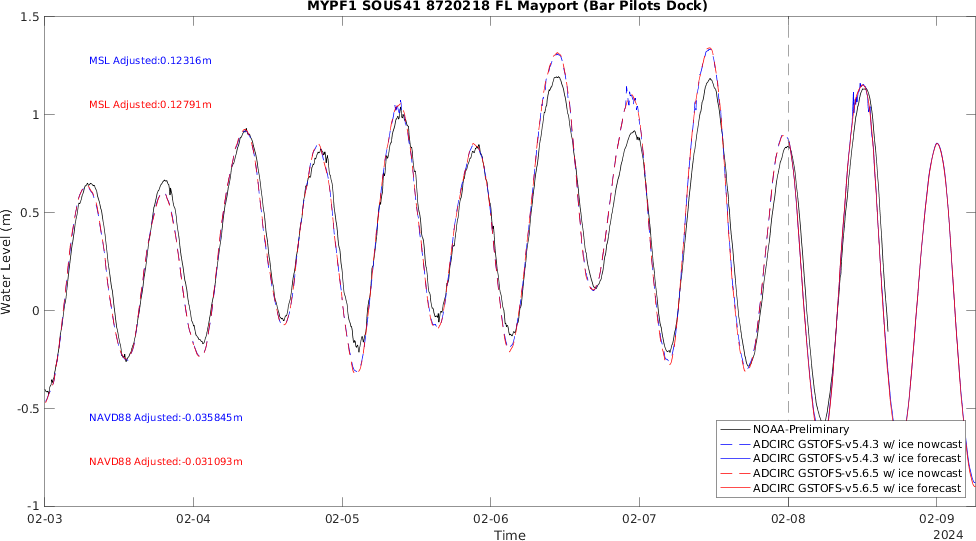 MYPF1 SOUS41 8720218 FL Mayport (Bar Pilots Dock)
1.5
MSL Adjusted:0.12316m
MSL Adjusted:0.12791m
1
0.5
Water Level (m)
0
-0.5
NAVD88 Adjusted:-0.035845m
NAVD88 Adjusted:-0.031093m
NOAA-Preliminary
ADCIRC GSTOFS-v5.4.3 w/ ice nowcast
ADCIRC GSTOFS-v5.4.3 w/ ice forecast
ADCIRC GSTOFS-v5.6.5 w/ ice nowcast
ADCIRC GSTOFS-v5.6.5 w/ ice forecast
-1
02-03 02-04 02-05 02-06 02-07 02-08 02-09
Time
2024